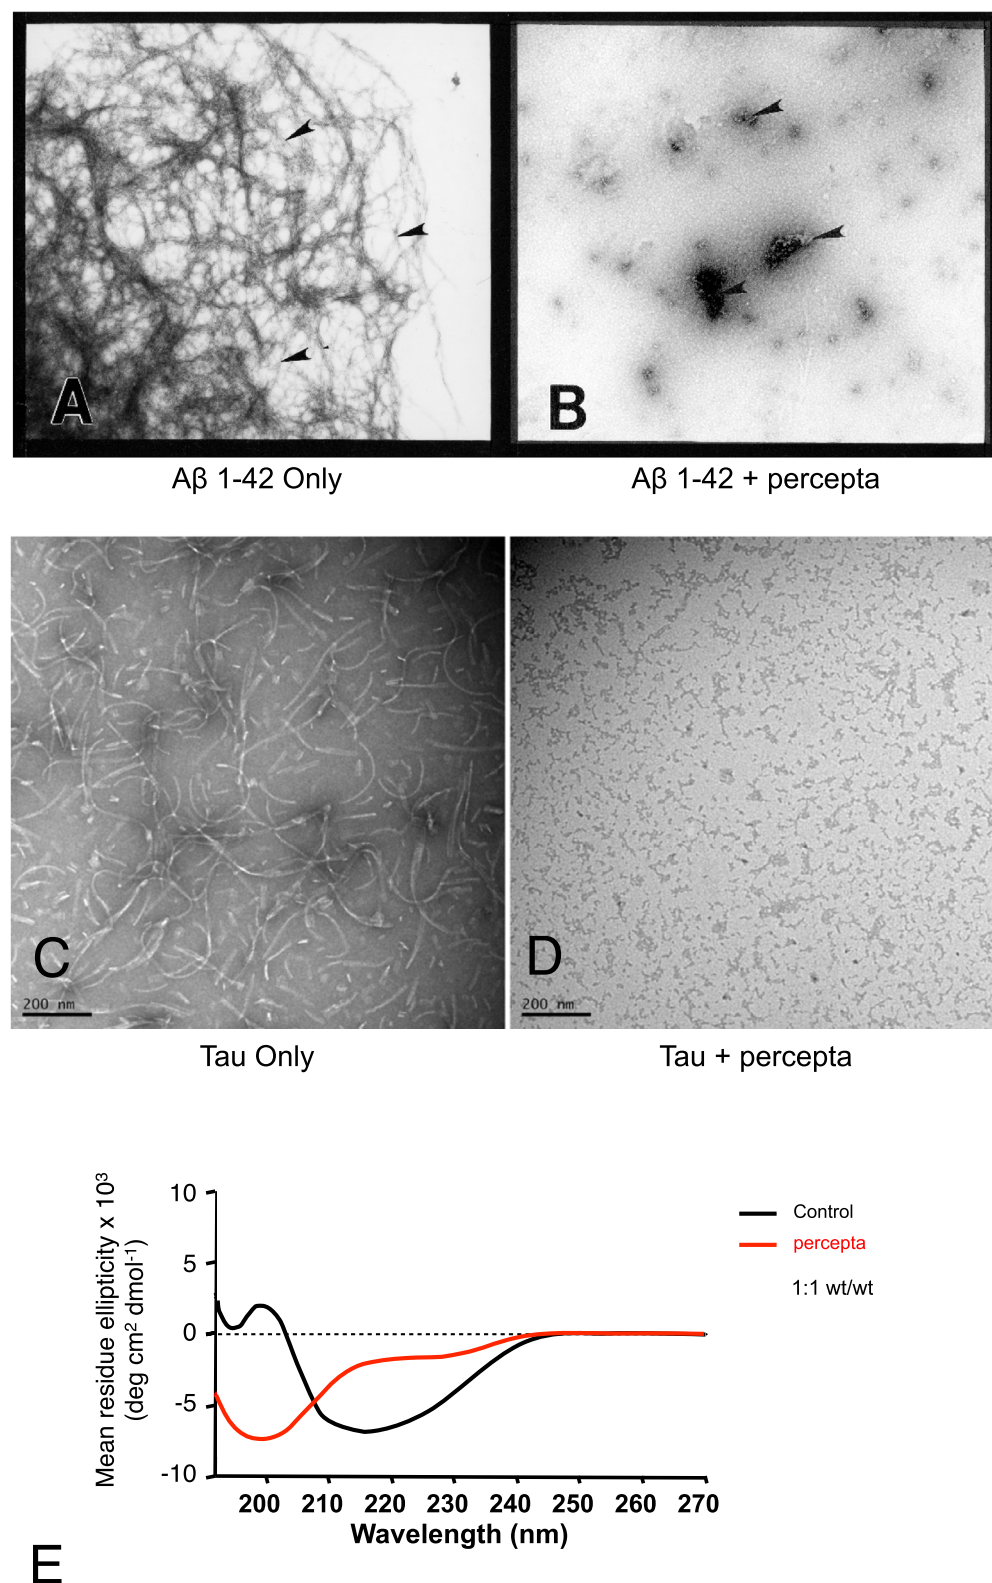 A
B
Aβ 1-42 Only
Aβ 1-42 + percepta
C
200 nm
D
200 nm
Tau Only
Tau + percepta
Mean residue ellipticity x 10³
(deg cm² dmol⁻¹)
10
5
0
-5
-10
Control
percepta
1:1 wt/wt
200 210 220 230 240 250 260 270
Wavelength (nm)
E